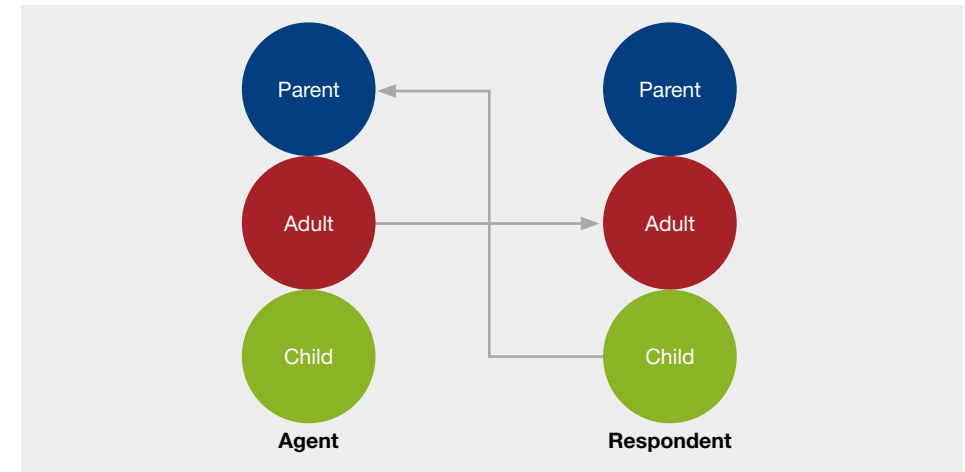 Parent
Parent
Adult
Adult
Child
Child
Agent
Respondent